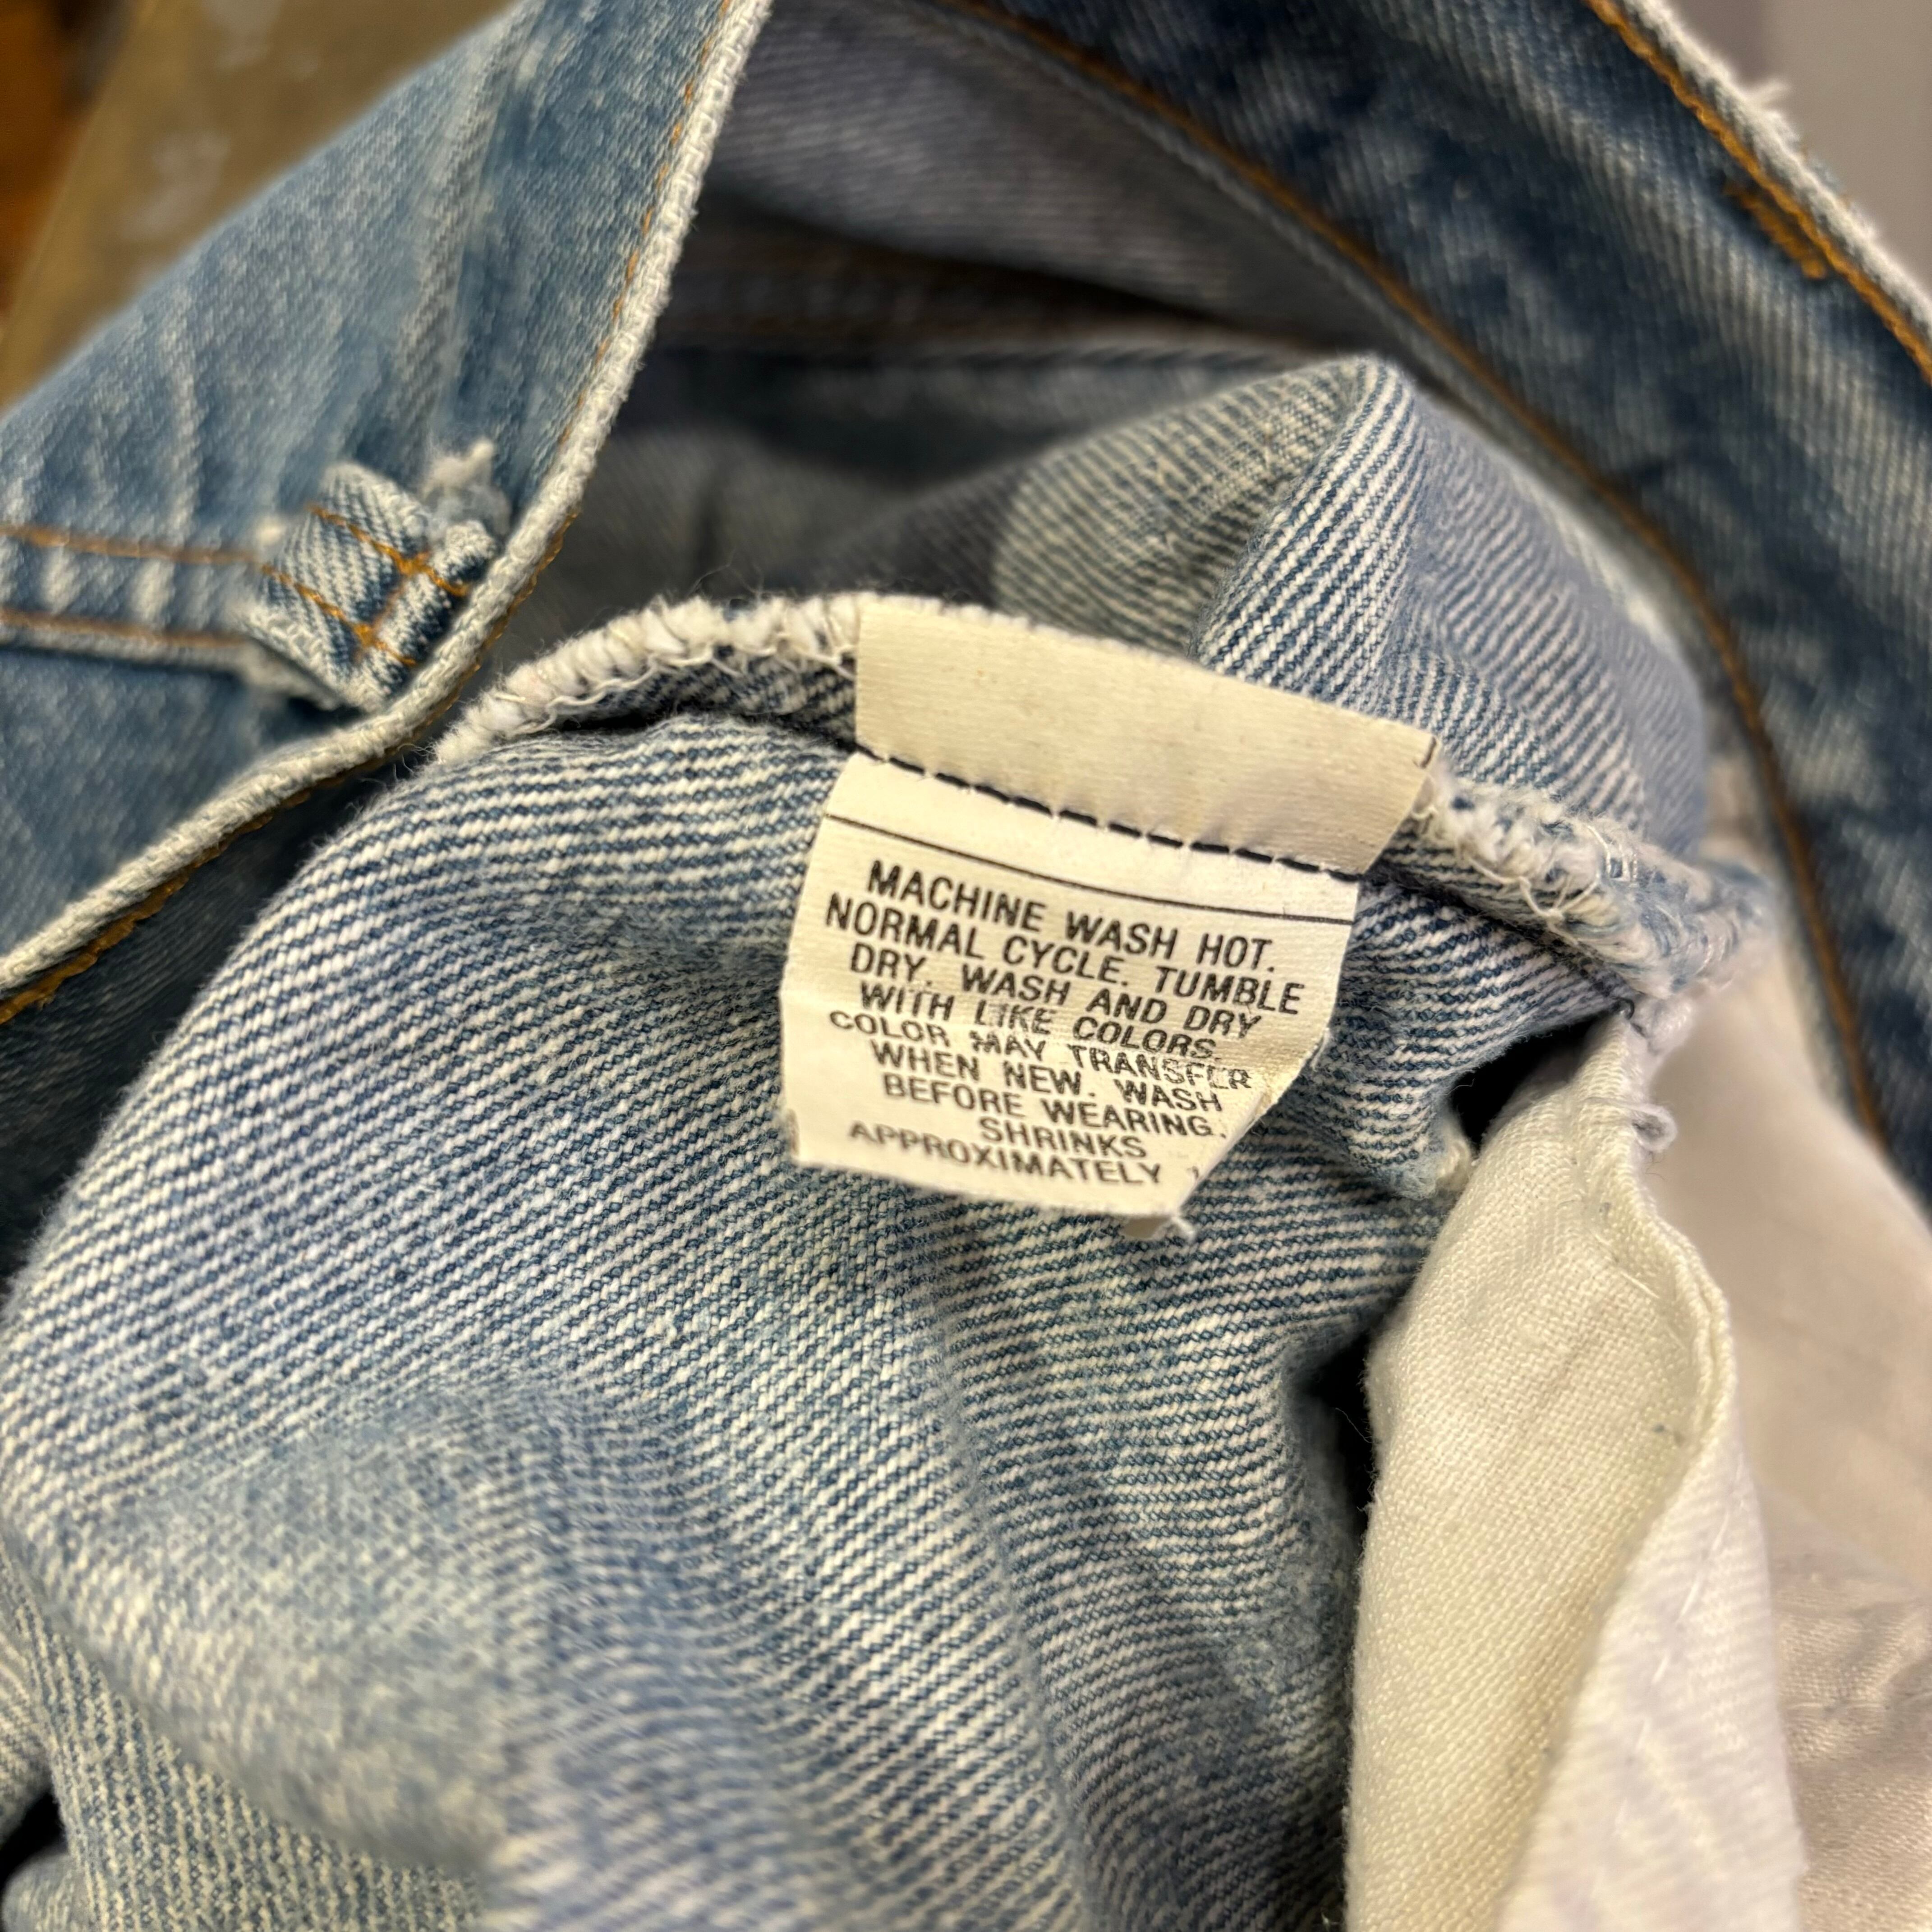 MACHINE WASH HOT.
NORMAL CYCLE. TUMBLE
DRY. WASH AND DRY
WITH LIKE COLORS.
COLOR MAY TRANSFER
WHEN NEW. WASH
BEFORE WEARING.
SHRINKS
APPROXIMATELY